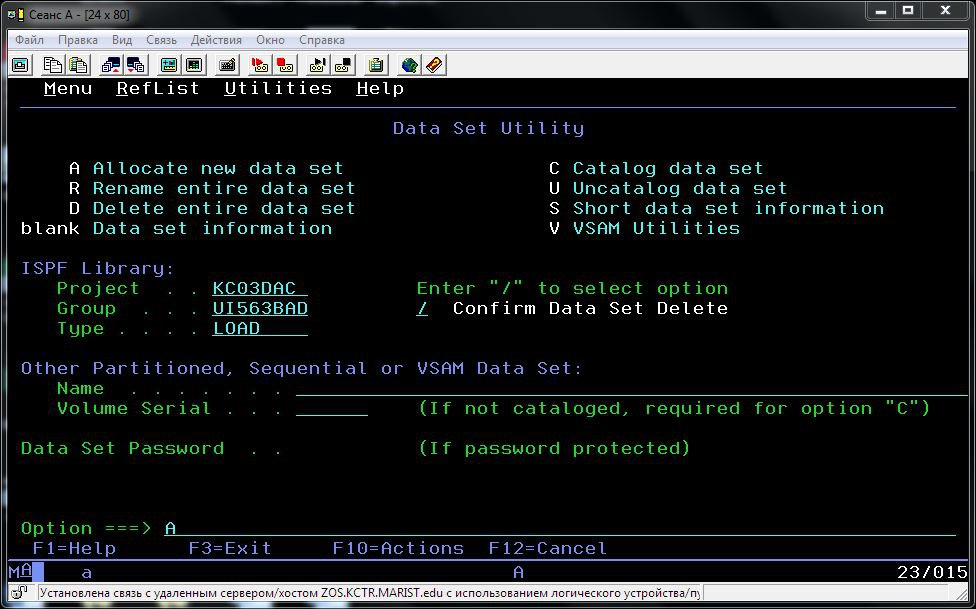 Сеанс A - [24 x 80]
Файл Правка Вид Связь Действия Окно Справка
Menu RefList Utilities Help
Data Set Utility
A Allocate new data set C Catalog data set
R Rename entire data set U Uncatalog data set
D Delete entire data set S Short data set information
blank Data set information V VSAM Utilities
ISPF Library:
Project . . KC03DAC Enter "/" to select option
Group . . . UI563BAD / Confirm Data Set Delete
Type . . . . LOAD
Other Partitioned, Sequential or VSAM Data Set:
Name . . . . . . .
Volume Serial . . . (If not cataloged, required for option "C")
Data Set Password . . (If password protected)
Option ===> A
F1=Help F3=Exit F10=Actions F12=Cancel
MA a A 23/015
Установлена связь с удаленным сервером/хостом ZOS.KCTR.MARIST.edu с использованием логического устройства/пу